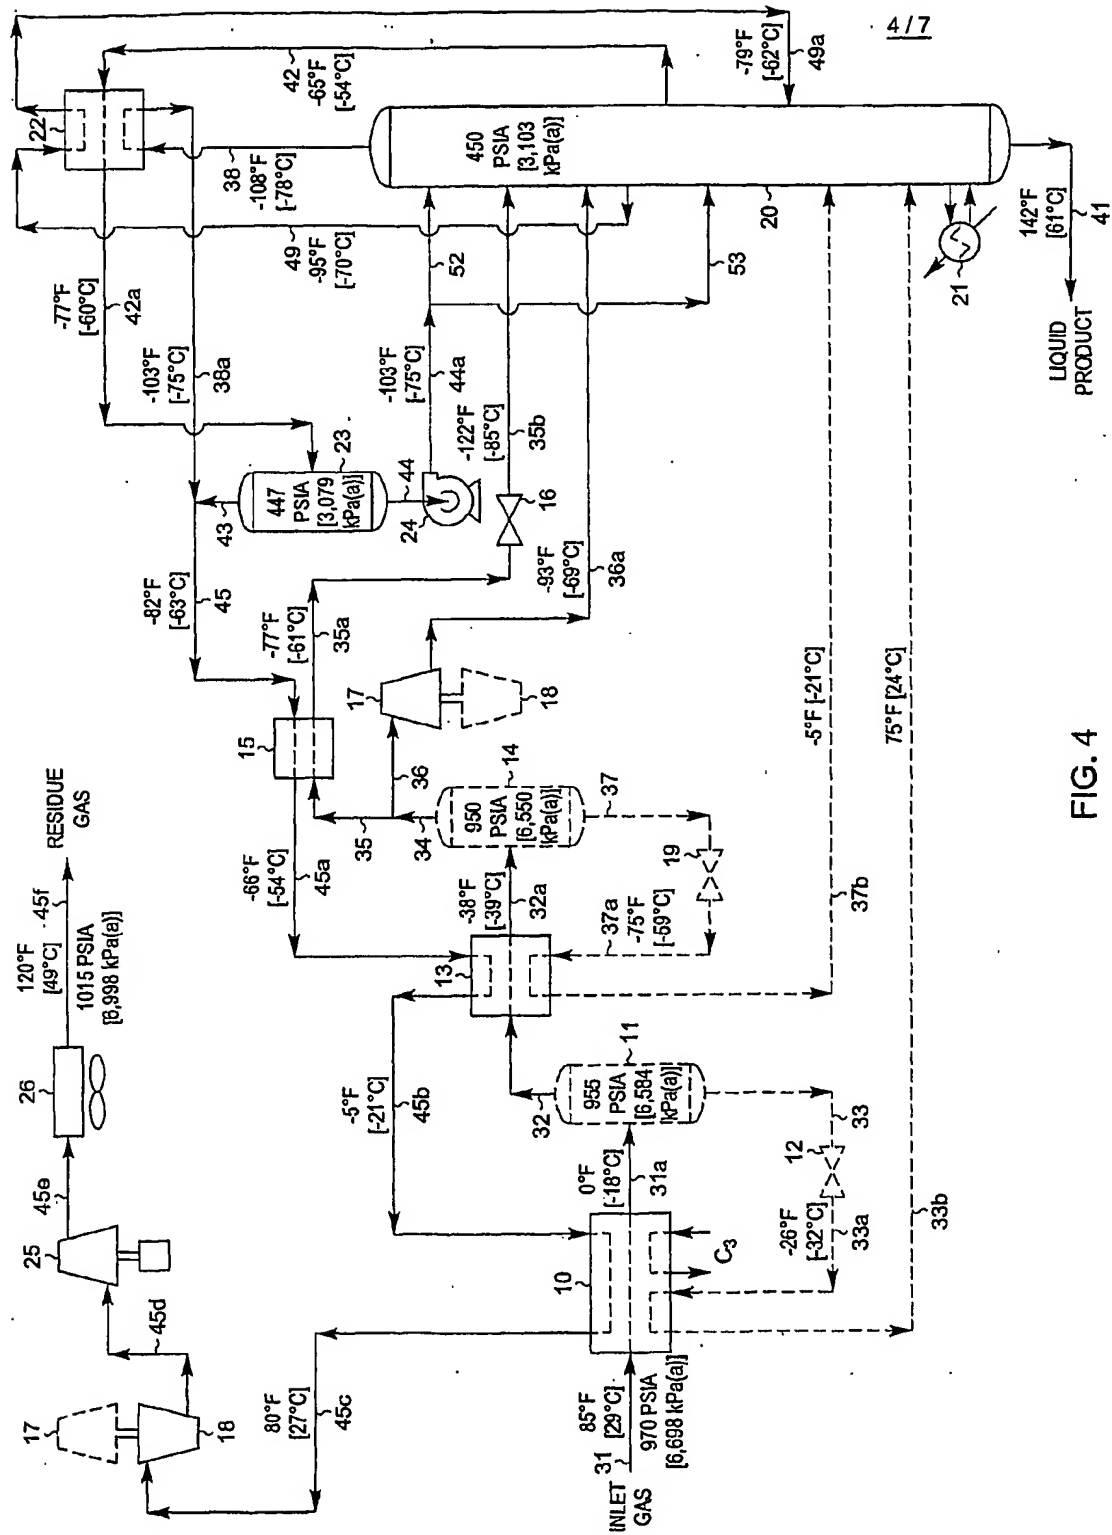 4/7
22
42
-65°F
[-54°C]
-79°F
[-62°C]
49a
450
PSIA
[3,103
kPa(a)]
38
-108°F
[-78°C]
20
49
-95°F
[-70°C]
52
53
21
142°F
[61°C]
41
LIQUID
PRODUCT
-77°F
[-60°C]
42a
-103°F
[-75°C]
38a
-103°F
[-75°C]
44a
-122°F
[-85°C]
35b
23
447
PSIA
[3,079
kPa(a)]
43
44
24
16
-93°F
[-69°C]
36a
-82°F
[-63°C]
45
-77°F
[-61°C]
35a
15
17
18
36
35
34
14
950
PSIA
[6,550
kPa(a)]
37
19
-5°F [-21°C]
75°F [24°C]
-66°F
[-54°C]
45a
-38°F
[-39°C]
32a
37a
-75°F
[-59°C]
37b
13
RESIDUE
GAS
45f
120°F
[49°C]
1015 PSIA
[6,998 kPa(a)]
26
-5°F
[-21°C]
45b
32
11
955
PSIA
[6,584
kPa(a)]
33
12
45e
25
0°F
[-18°C]
31a
10
C3
-26°F
[-32°C]
33a
33b
45d
17
18
80°F
[27°C]
45c
85°F
[29°C]
31
970 PSIA
[6,698 kPa(a)]
INLET
GAS
FIG. 4